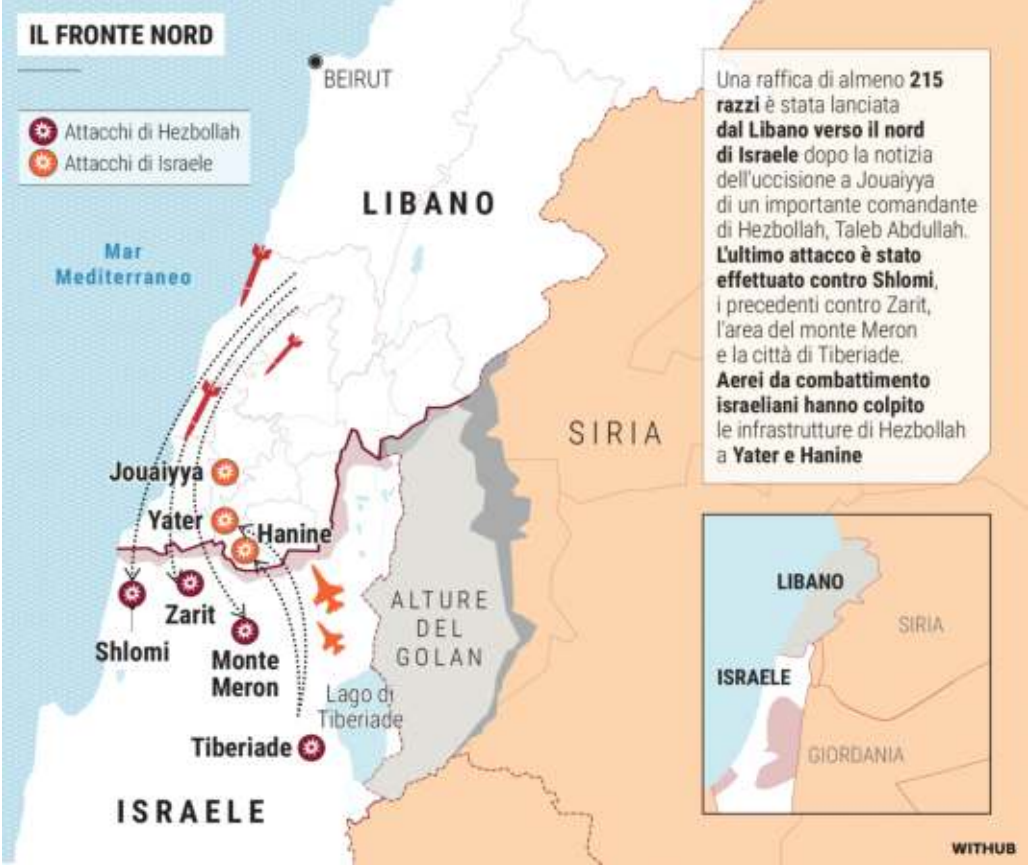 IL FRONTE NORD
Attacchi di Hezbollah
Attacchi di Israele
BEIRUT
LIBANO
Mar
Mediterraneo
Una raffica di almeno 215
razzi è stata lanciata
dal Libano verso il nord
di Israele dopo la notizia
dell'uccisione a Jouaiyya
di un importante comandante
di Hezbollah, Taleb Abdullah.
L'ultimo attacco è stato
effettuato contro Shlomi,
i precedenti contro Zarit,
l'area del monte Meron
e la città di Tiberiade.
Aerei da combattimento
israeliani hanno colpito
le infrastrutture di Hezbollah
a Yater e Hanine
SIRIA
Jouaiyya
Yater
Hanine
Shlomi
Zarit
Monte
Meron
ALTURE
DEL
GOLAN
Lago di
Tiberiade
Tiberiade
ISRAELE
LIBANO
SIRIA
ISRAELE
GIORDANIA
WITHUB